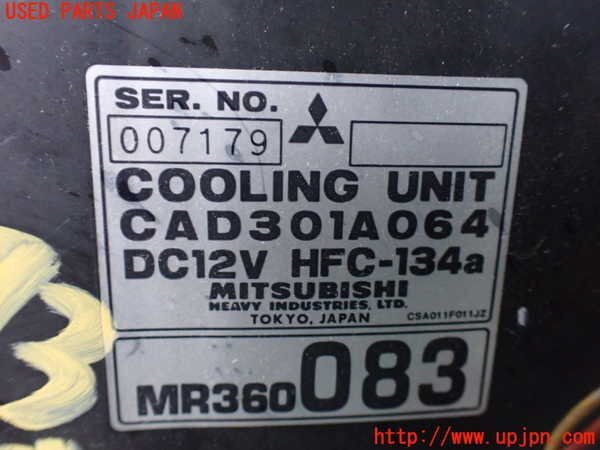 USED PARTS JAPAN
SER. NO.
007179
COOLING UNIT
CAD301A064
DC12V HFC-134a
MITSUBISHI
HEAVY INDUSTRIES, LTD.
TOKYO, JAPAN
CSA011F011JZ
MR360083
http://www.upjpn.com/